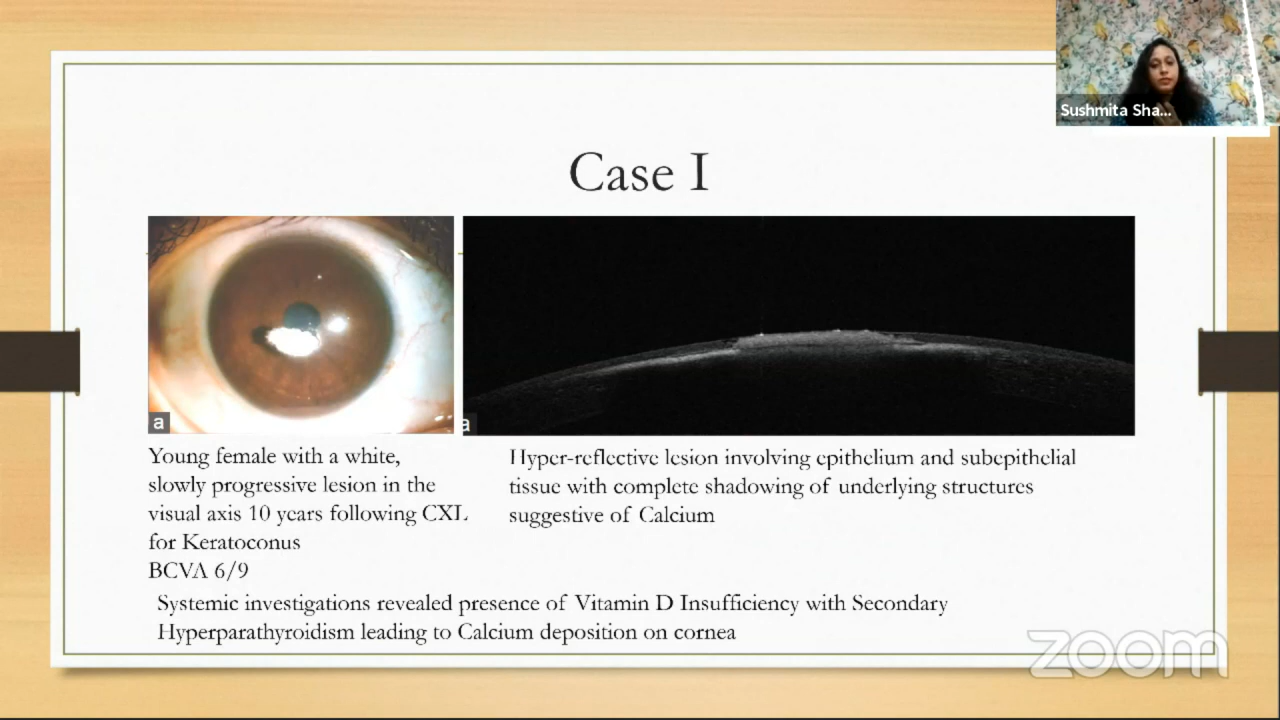 Sushmita Sha...
Case I
a
a
Young female with a white,
slowly progressive lesion in the
visual axis 10 years following CXL
for Keratoconus
BCVA 6/9
Hyper-reflective lesion involving epithelium and subepithelial
tissue with complete shadowing of underlying structures
suggestive of Calcium
Systemic investigations revealed presence of Vitamin D Insufficiency with Secondary
Hyperparathyroidism leading to Calcium deposition on cornea
zoom